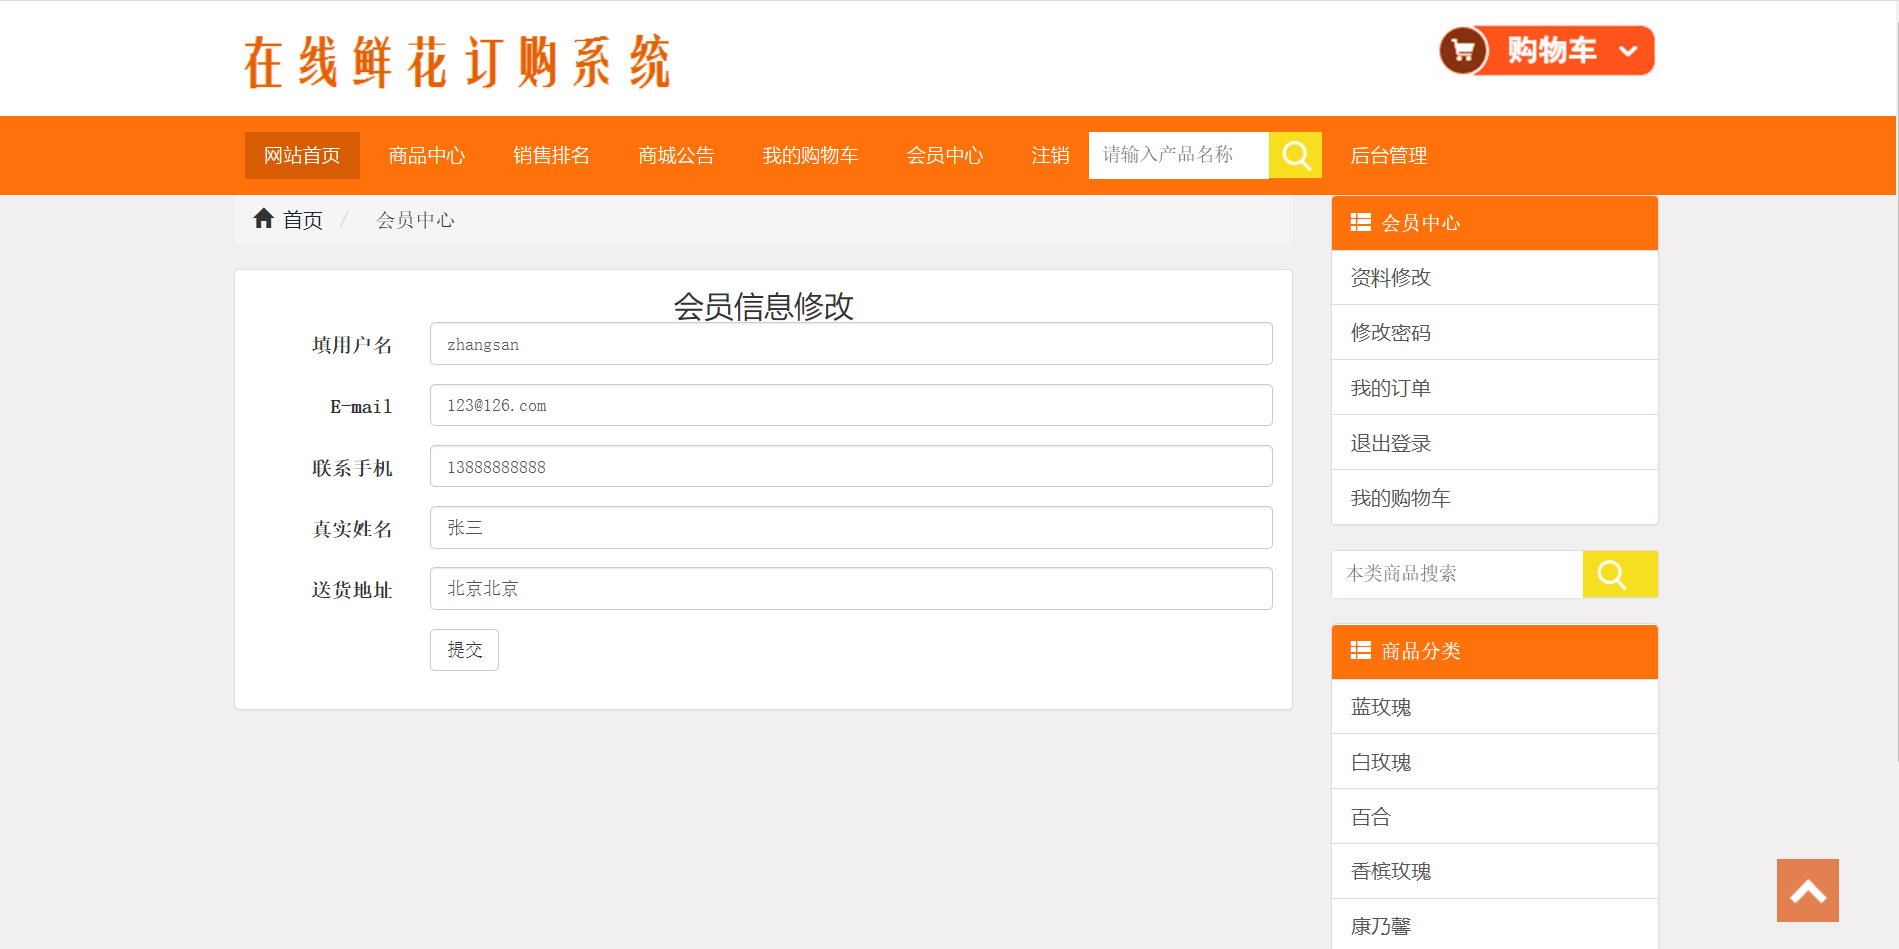 在线鲜花订购系统
购物车
网站首页 商品中心 销售排名 商城公告 我的购物车 会员中心 注销 请输入产品名称 后台管理
首页 / 会员中心
会员信息修改
填用户名 zhangsan
E-mail 123@126.com
联系手机 13888888888
真实姓名 张三
送货地址 北京北京
提交
会员中心
资料修改
修改密码
我的订单
退出登录
我的购物车
本类商品搜索
商品分类
蓝玫瑰
白玫瑰
百合
香槟玫瑰
康乃馨